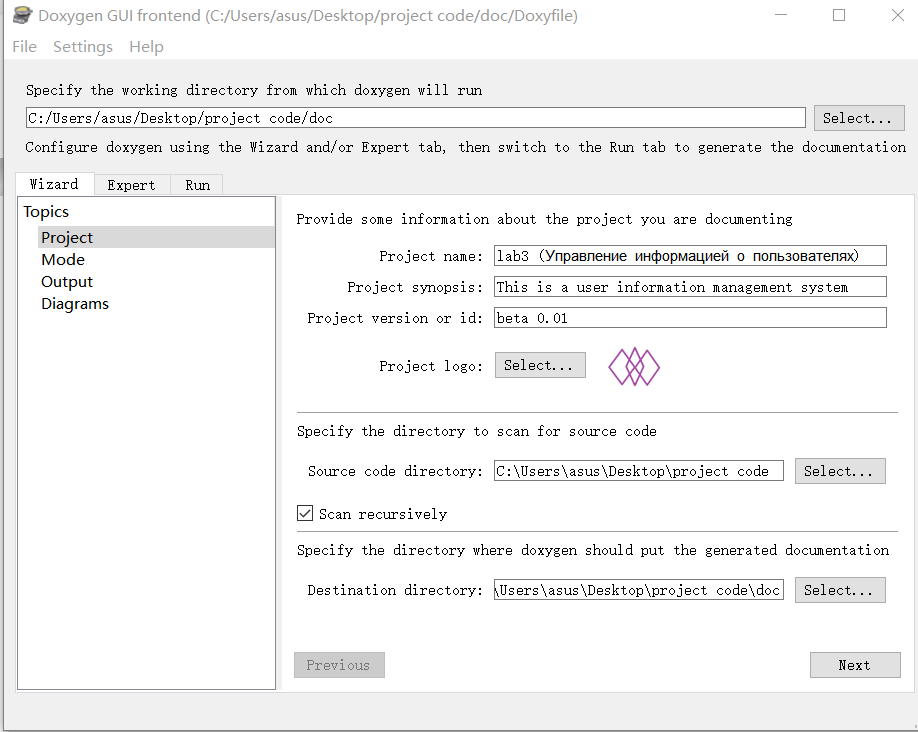 Doxygen GUI frontend (C:/Users/asus/Desktop/project code/doc/Doxyfile)
File Settings Help
Specify the working directory from which doxygen will run
C:/Users/asus/Desktop/project code/doc Select...
Configure doxygen using the Wizard and/or Expert tab, then switch to the Run tab to generate the documentation
Wizard Expert Run
Topics
Project
Mode
Output
Diagrams
Provide some information about the project you are documenting
Project name: lab3 (Управление информацией о пользователях)
Project synopsis: This is a user information management system
Project version or id: beta 0.01
Project logo: Select...
Specify the directory to scan for source code
Source code directory: C:\Users\asus\Desktop\project code Select...
Scan recursively
Specify the directory where doxygen should put the generated documentation
Destination directory: \Users\asus\Desktop\project code\doc Select...
Previous Next